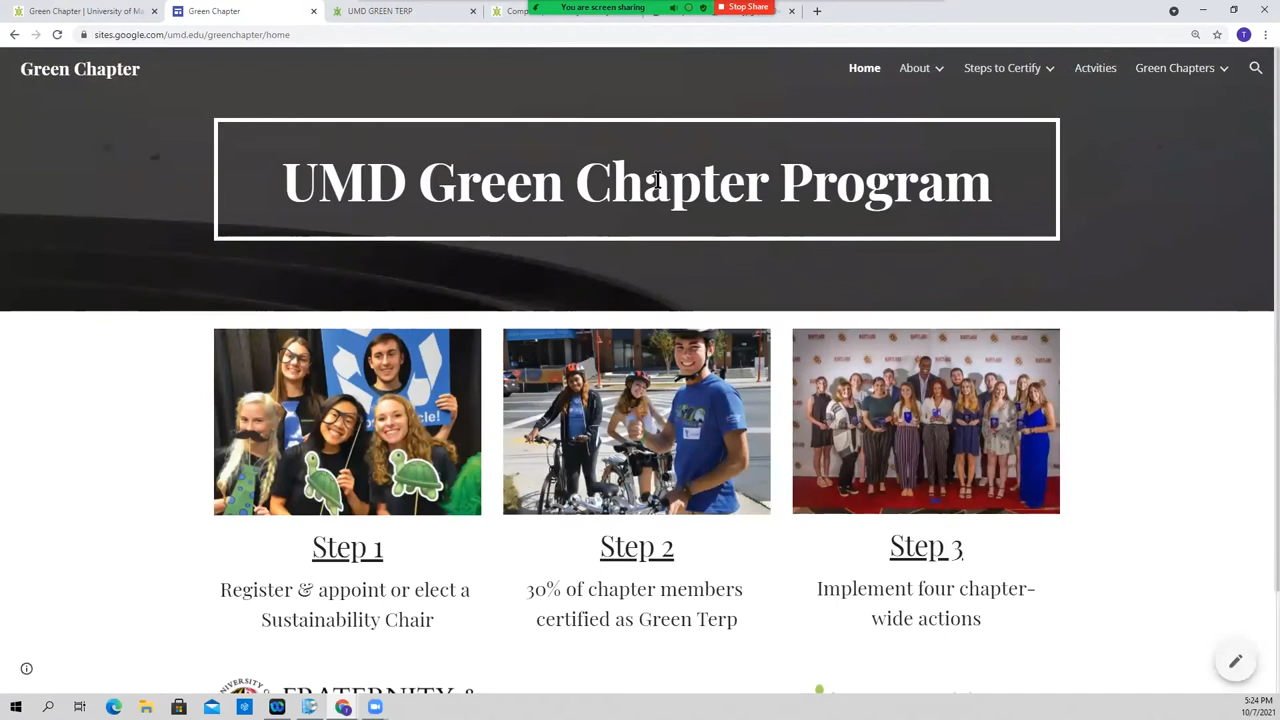 Green Chapter | University of Ma
Green Chapter
UMD GREEN TERP
You are screen sharing
Stop Share
sites.google.com/umd.edu/greenchapter/home
T
Green Chapter
Home
About
Steps to Certify
Actvities
Green Chapters
UMD Green Chapter Program
Step 1
Register & appoint or elect a
Sustainability Chair
Step 2
30% of chapter members
certified as Green Terp
Step 3
Implement four chapter-
wide actions
FRATERNITY &
5:24 PM
10/7/2021